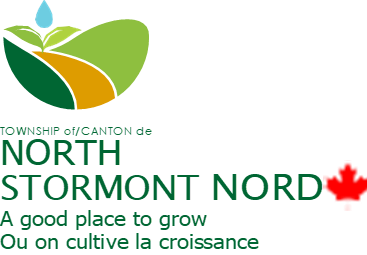 TOWNSHIP of/CANTON de
NORTH
STORMONT NORD
A good place to grow
Ou on cultive la croissance